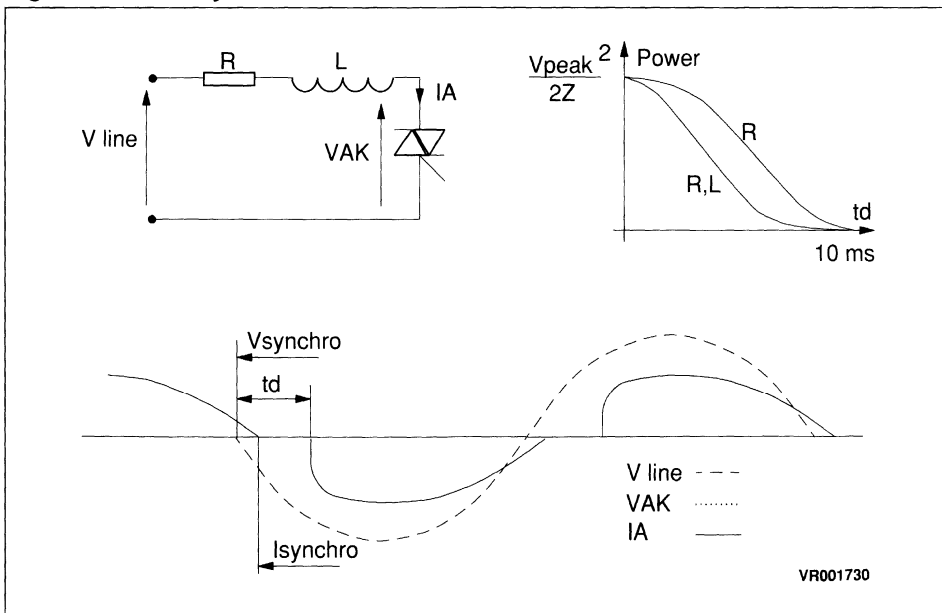 R
L
IA
V line
VAK
Vpeak 2
2Z
Power
R
R,L
td
10 ms
Vsynchro
td
Isynchro
V line
VAK
IA
VR001730